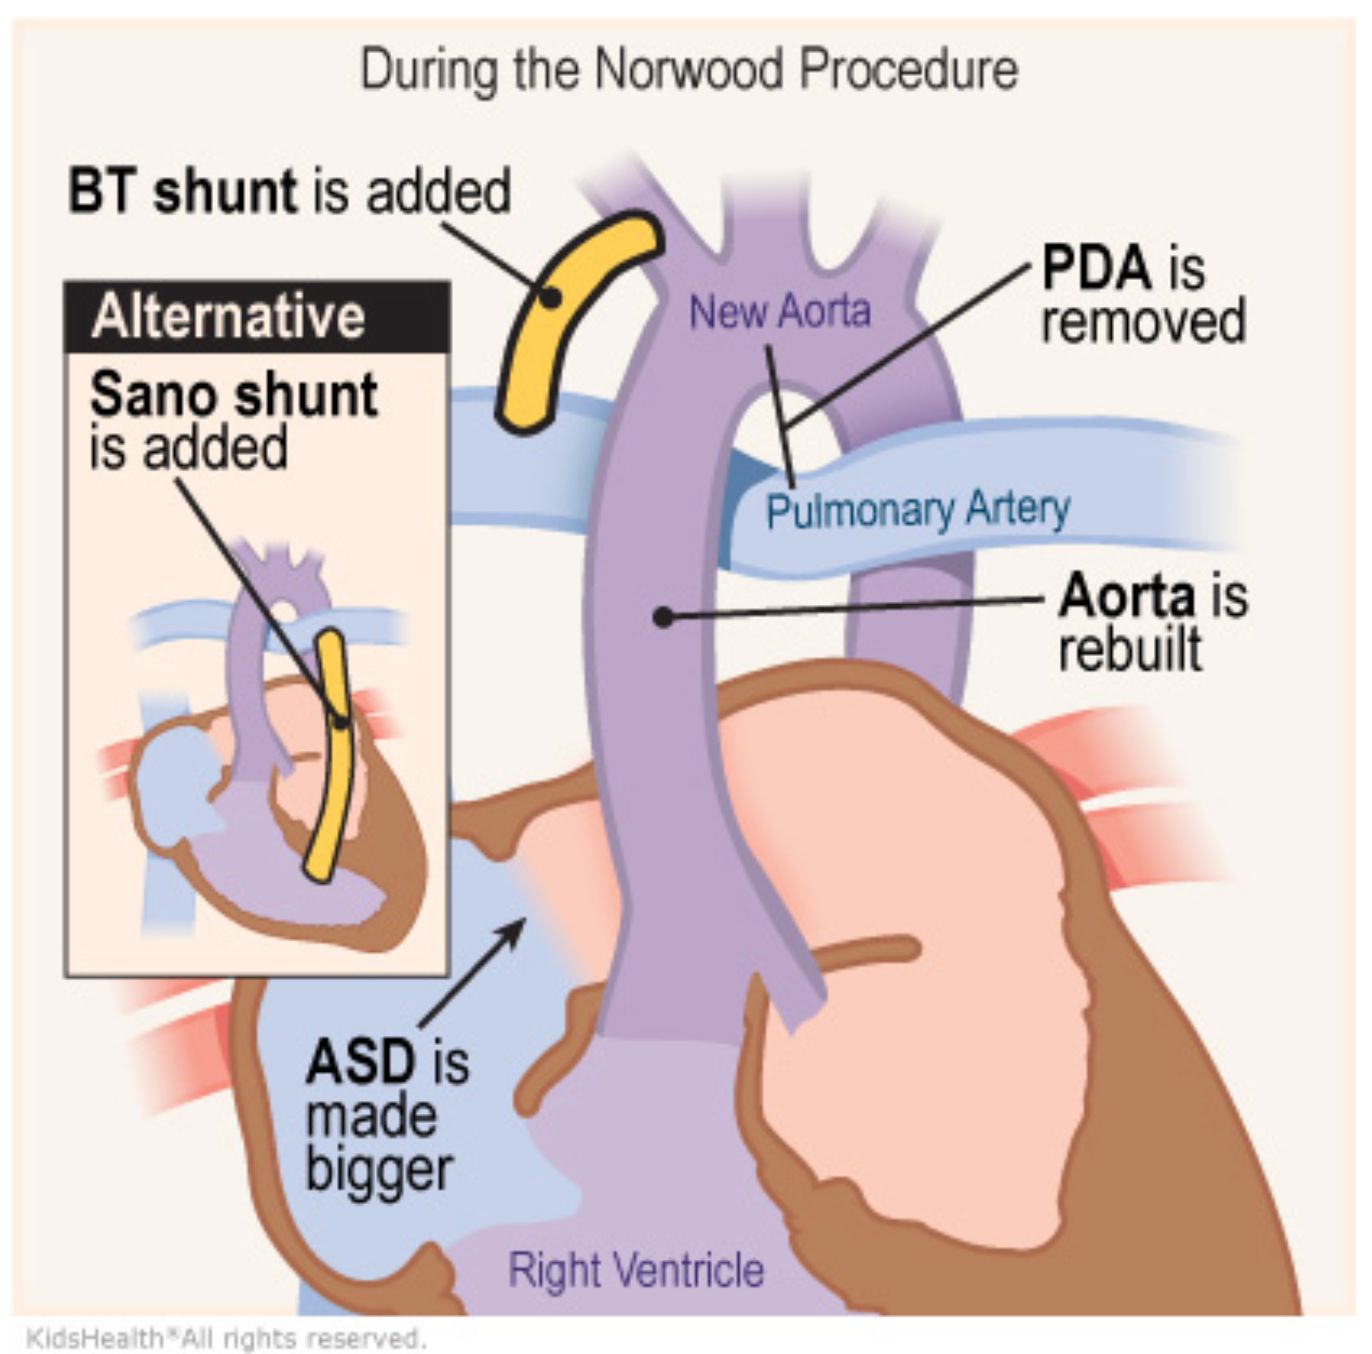 During the Norwood Procedure
BT shunt is added
Alternative
Sano shunt
is added
New Aorta
PDA is
removed
Pulmonary Artery
Aorta is
rebuilt
ASD is
made
bigger
Right Ventricle
KidsHealth®All rights reserved.